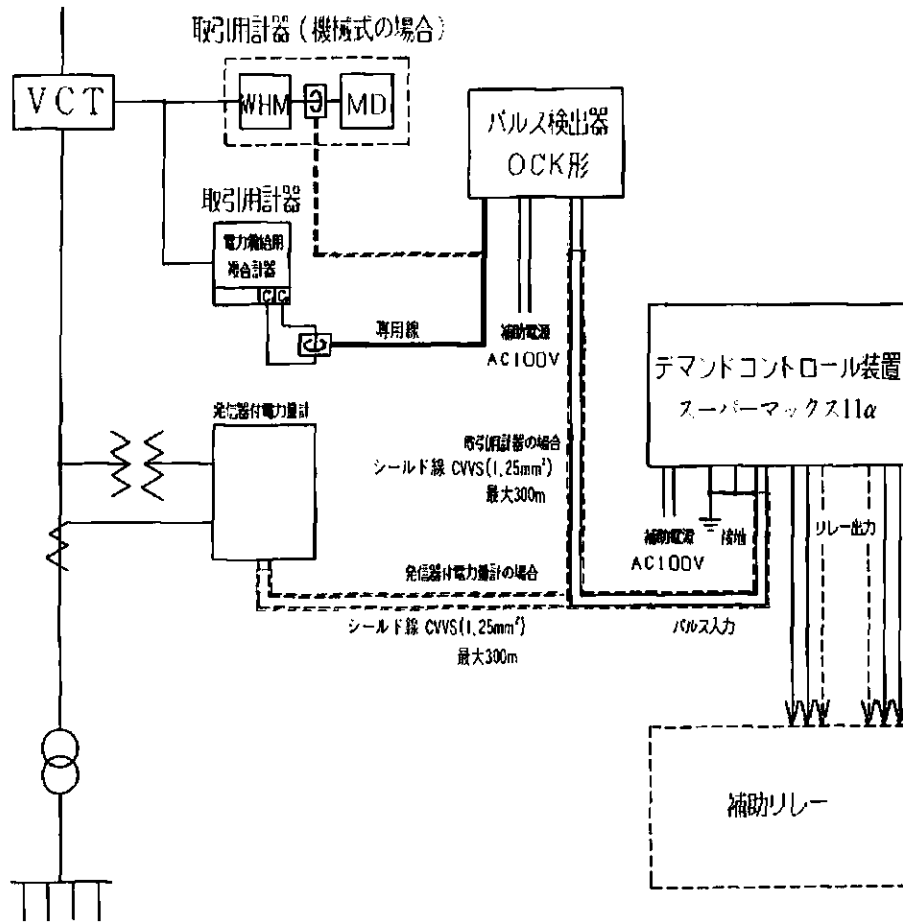 取引用計器(機械式の場合)
VCT
WHM
MD
パルス検出器
OCK形
取引用計器
電力需給用
複合計器
専用線
補助電源
AC100V
デマンドコントロール装置
スーパーマックス11α
発信器付電力量計
取引用計器の場合
シールド線 CVVS(1,25mm²)
最大300m
補助電源
AC100V
接地
リレー出力
発信器付電力量計の場合
シールド線 CVVS(1,25mm²)
最大300m
パルス入力
補助リレー